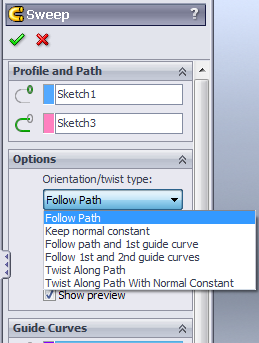 Sweep ?
Profile and Path
Sketch1
Sketch3
Options
Orientation/twist type:
Follow Path
Follow Path
Keep normal constant
Follow path and 1st guide curve
Follow 1st and 2nd guide curves
Twist Along Path
Twist Along Path With Normal Constant
Show preview
Guide Curves